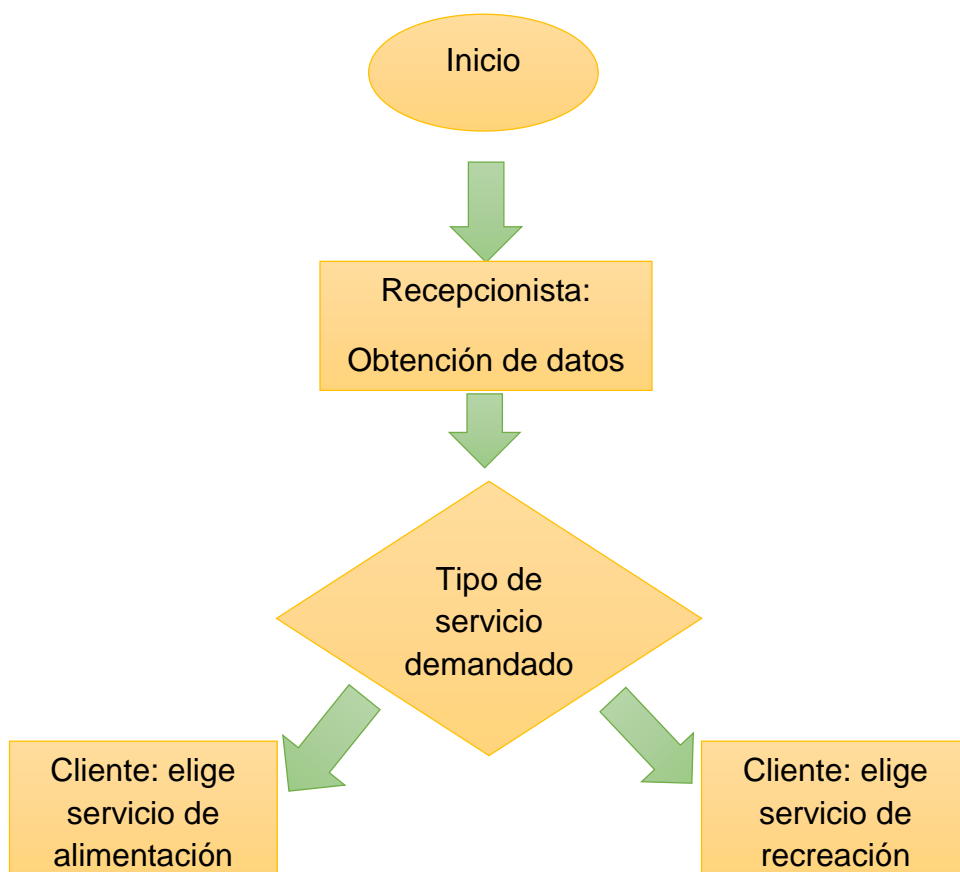 Inicio
Recepcionista:
Obtención de datos
Tipo de
servicio
demandado
Cliente: elige
servicio de
alimentación
Cliente: elige
servicio de
recreación